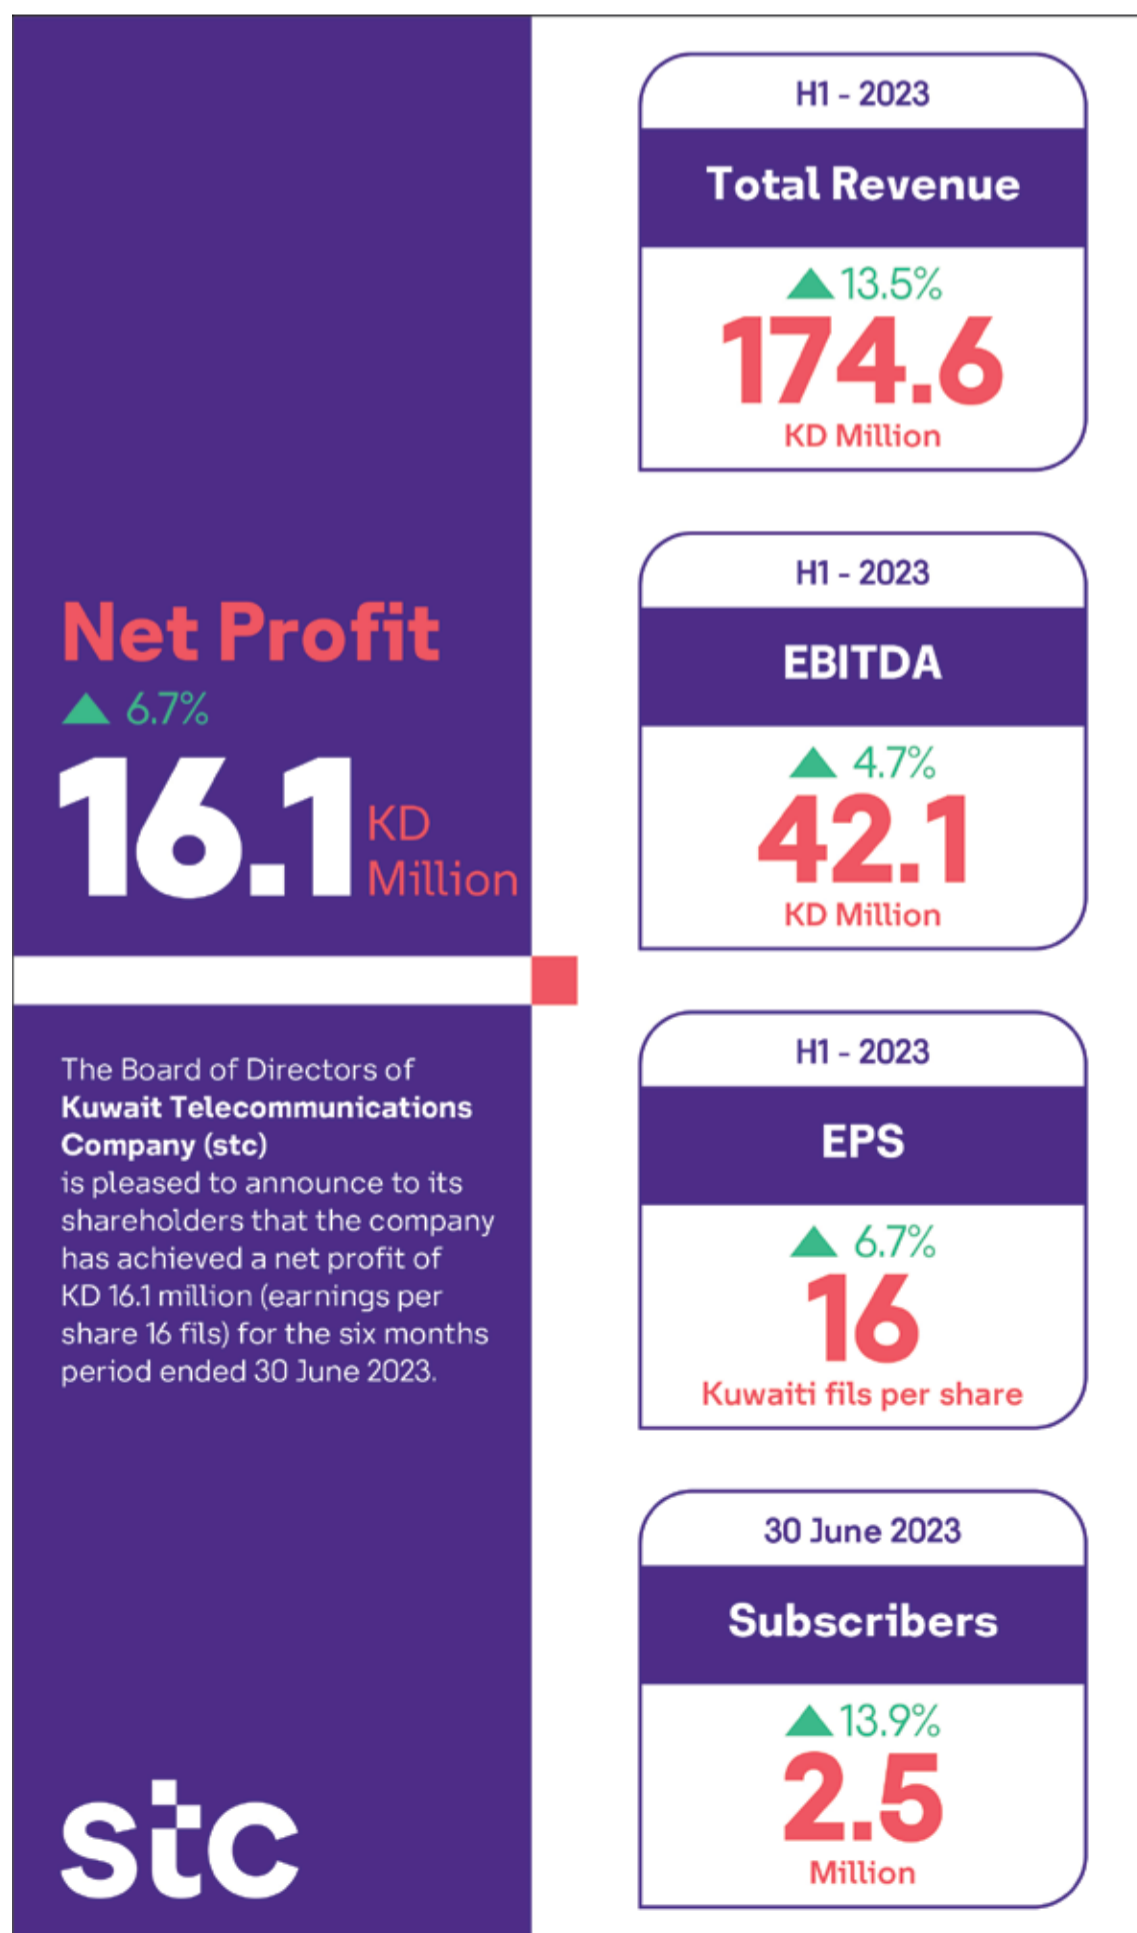 Net Profit
6.7%
16.1 KD
Million
The Board of Directors of
Kuwait Telecommunications
Company (stc)
is pleased to announce to its
shareholders that the company
has achieved a net profit of
KD 16.1 million (earnings per
share 16 fils) for the six months
period ended 30 June 2023.
stc
H1 - 2023
Total Revenue
13.5%
174.6
KD Million
H1 - 2023
EBITDA
4.7%
42.1
KD Million
H1 - 2023
EPS
6.7%
16
Kuwaiti fils per share
30 June 2023
Subscribers
13.9%
2.5
Million